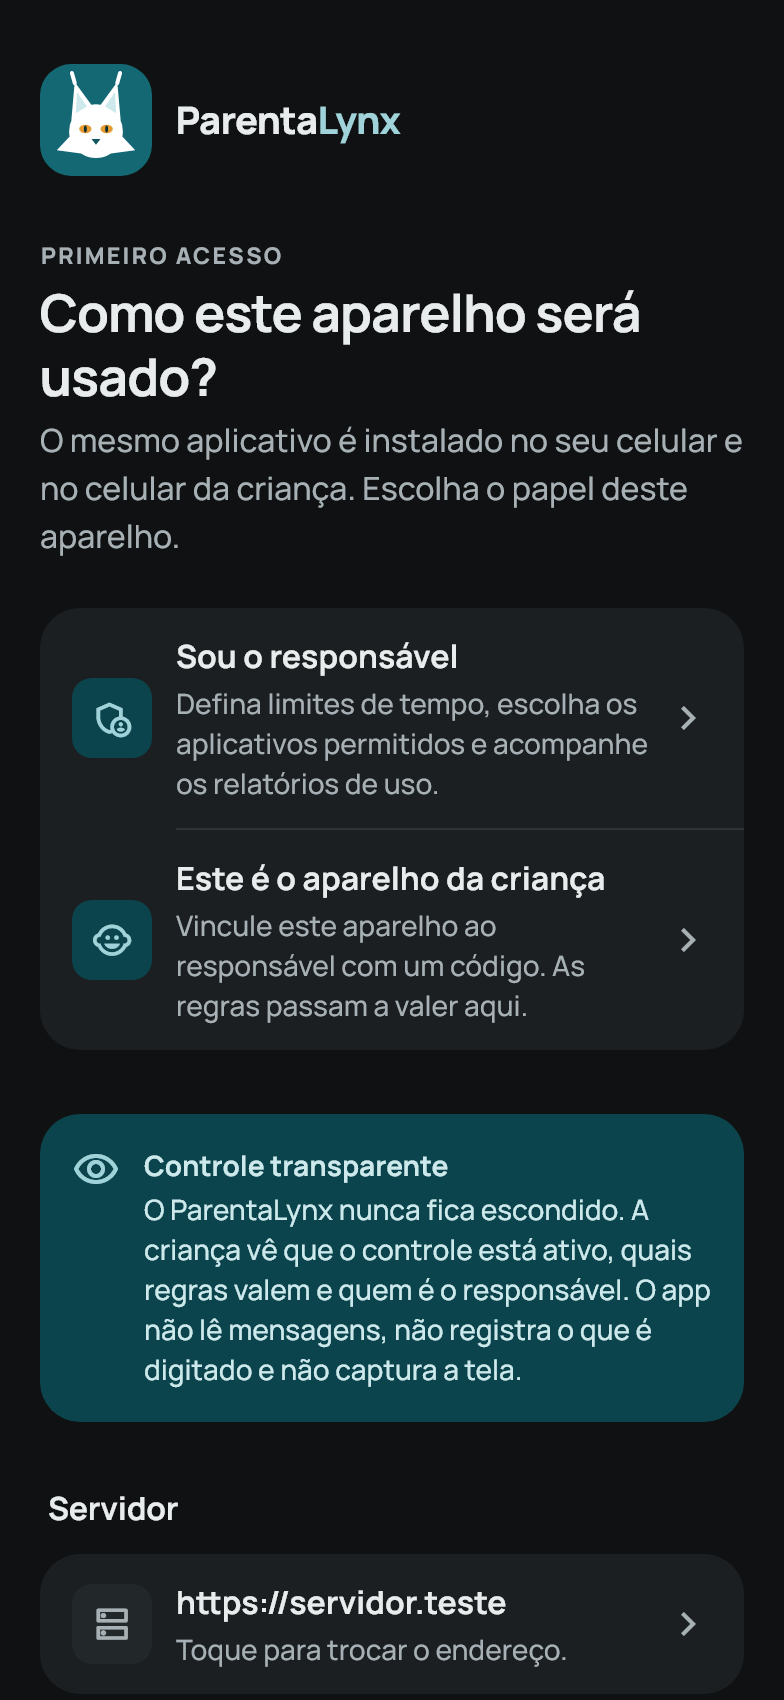 ParentaLynx
PRIMEIRO ACESSO
Como este aparelho será
usado?
O mesmo aplicativo é instalado no seu celular e
no celular da criança. Escolha o papel deste
aparelho.
Sou o responsável
Defina limites de tempo, escolha os
aplicativos permitidos e acompanhe
os relatórios de uso.
Este é o aparelho da criança
Vincule este aparelho ao
responsável com um código. As
regras passam a valer aqui.
Controle transparente
O ParentaLynx nunca fica escondido. A
criança vê que o controle está ativo, quais
regras valem e quem é o responsável. O app
não lê mensagens, não registra o que é
digitado e não captura a tela.
Servidor
https://servidor.teste
Toque para trocar o endereço.